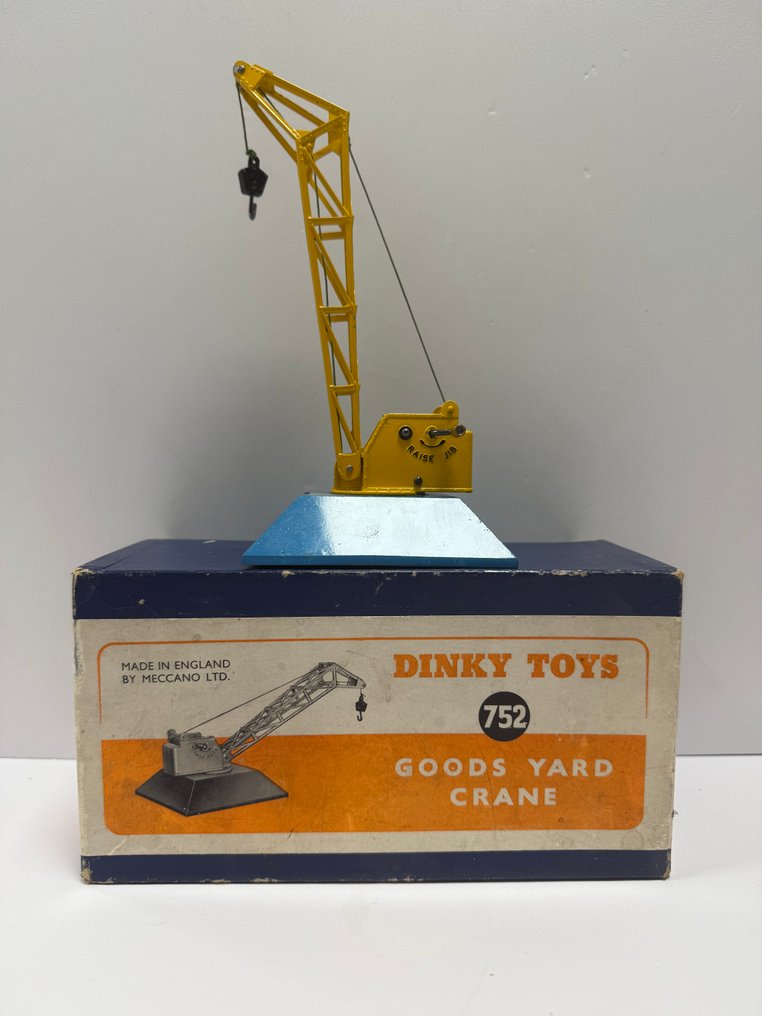 RAISE JIB
MADE IN ENGLAND
BY MECCANO LTD.
DINKY TOYS
752
GOODS YARD
CRANE